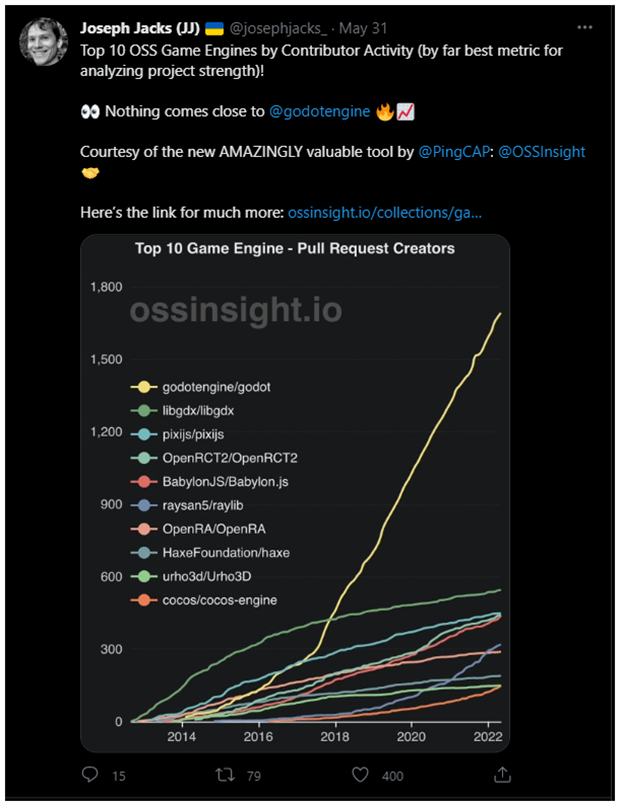 Joseph Jacks (JJ) 🇺🇦 @josephjacks_ · May 31
Top 10 OSS Game Engines by Contributor Activity (by far best metric for
analyzing project strength)!
👀 Nothing comes close to @godotengine 🔥📈
Courtesy of the new AMAZINGLY valuable tool by @PingCAP: @OSSInsight
🤝
Here's the link for much more: ossinsight.io/collections/ga...
Top 10 Game Engine - Pull Request Creators
ossinsight.io
1,800
1,500
1,200
900
600
300
0
godotengine/godot
libgdx/libgdx
pixijs/pixijs
OpenRCT2/OpenRCT2
BabylonJS/Babylon.js
raysan5/raylib
OpenRA/OpenRA
HaxeFoundation/haxe
urho3d/Urho3D
cocos/cocos-engine
2014 2016 2018 2020 2022
15 79 400